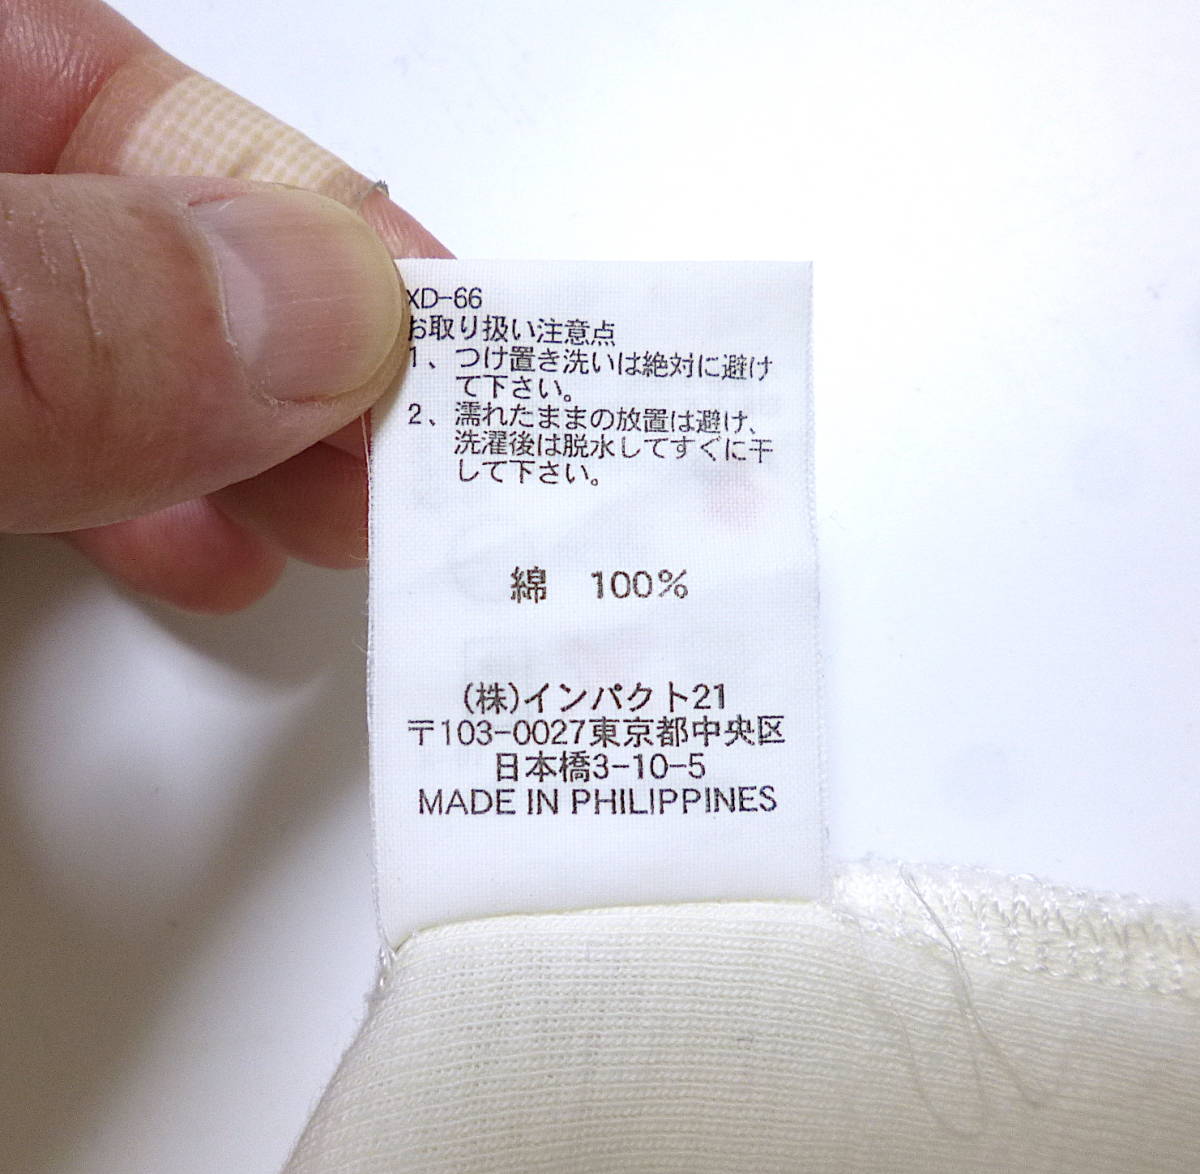 XD-66
お取り扱い注意点
1、つけ置き洗いは絶対に避け
て下さい。
2、濡れたままの放置は避け、
洗濯後は脱水してすぐに干
して下さい。
綿 100%
(株)インパクト21
〒103-0027東京都中央区
日本橋3-10-5
MADE IN PHILIPPINES